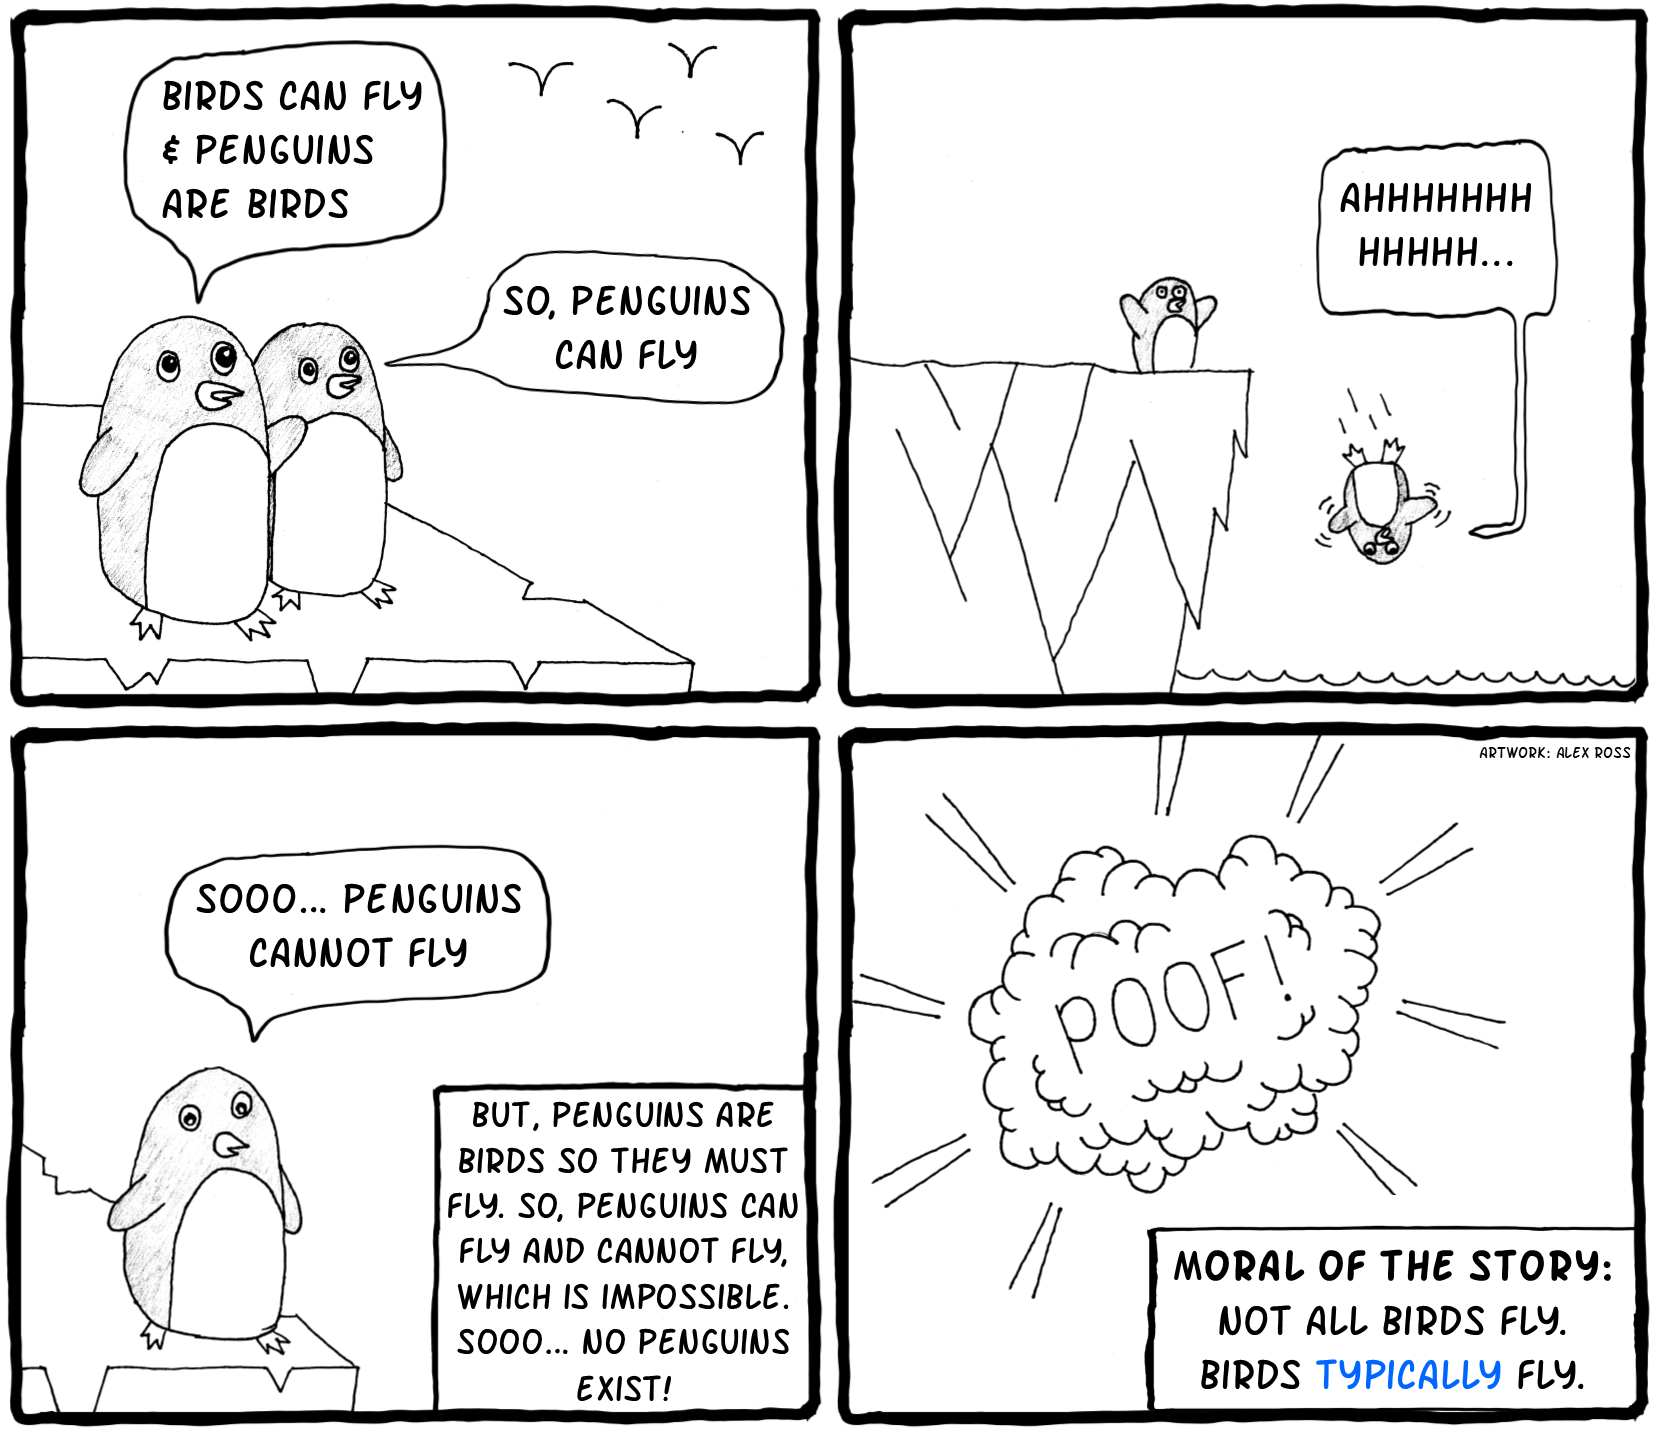 BIRDS CAN FLY
& PENGUINS
ARE BIRDS
SO, PENGUINS
CAN FLY
AHHHHHHH
HHHHH...
SOOO... PENGUINS
CANNOT FLY
BUT, PENGUINS ARE
BIRDS SO THEY MUST
FLY. SO, PENGUINS CAN
FLY AND CANNOT FLY,
WHICH IS IMPOSSIBLE.
SOOO... NO PENGUINS
EXIST!
ARTWORK: ALEX ROSS
POOF!
MORAL OF THE STORY:
NOT ALL BIRDS FLY.
BIRDS TYPICALLY FLY.